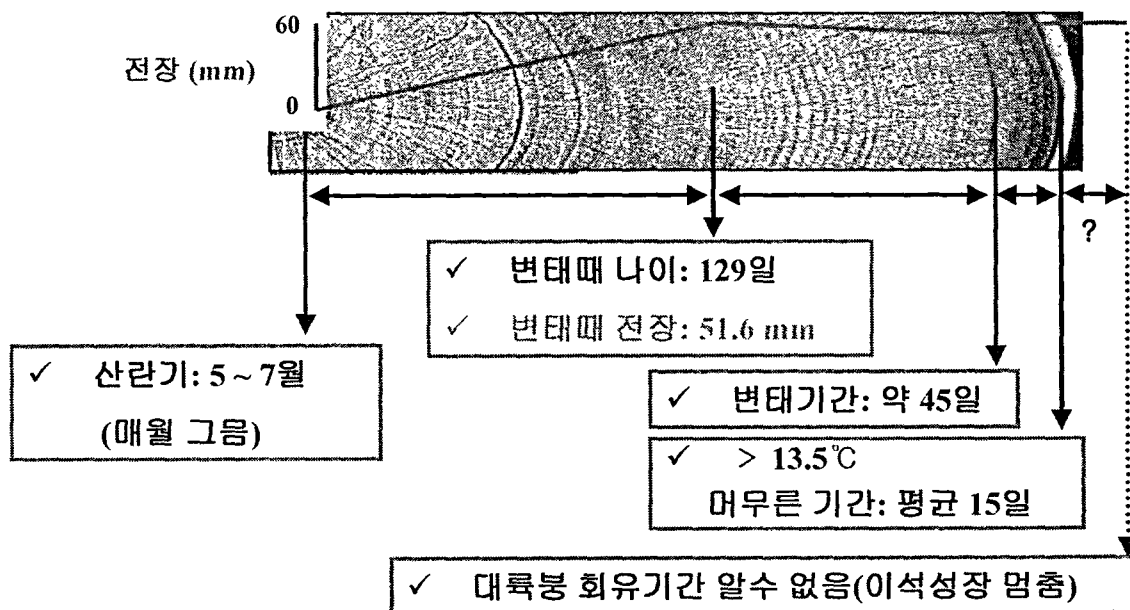 60
전장 (mm)
0
?
✓ 변태때 나이: 129일
✓ 변태때 전장: 51.6 mm
✓ 산란기: 5 ~ 7월
(매월 그믐)
✓ 변태기간: 약 45일
✓ > 13.5℃
머무른 기간: 평균 15일
✓ 대륙붕 회유기간 알수 없음(이석성장 멈춤)